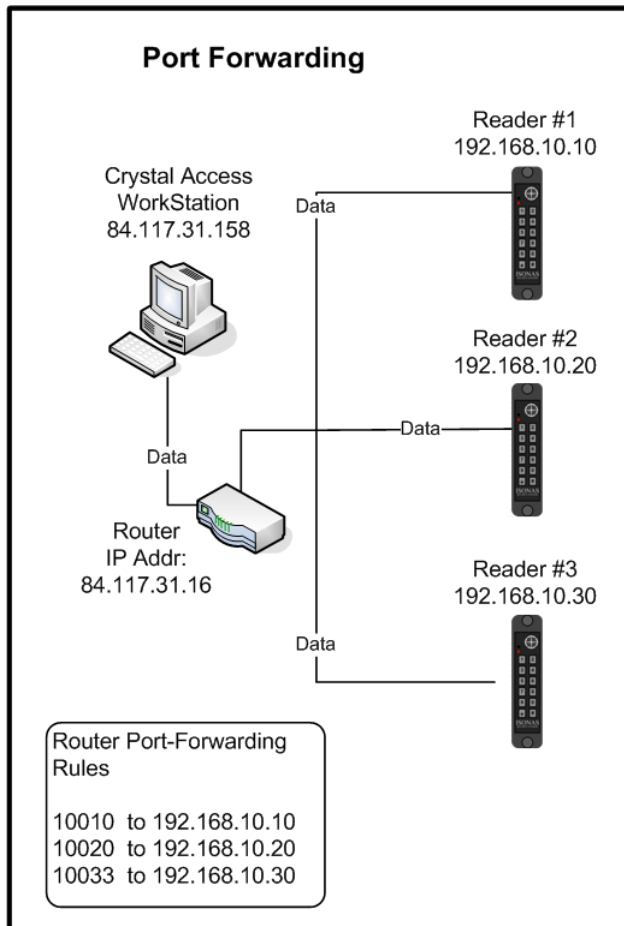 Port Forwarding
Reader #1
192.168.10.10
Crystal Access
WorkStation
84.117.31.158
Data
ISONAS
Reader #2
192.168.10.20
Data
Data
ISONAS
Router
IP Addr:
84.117.31.16
Reader #3
192.168.10.30
Data
ISONAS
Router Port-Forwarding
Rules
10010 to 192.168.10.10
10020 to 192.168.10.20
10033 to 192.168.10.30